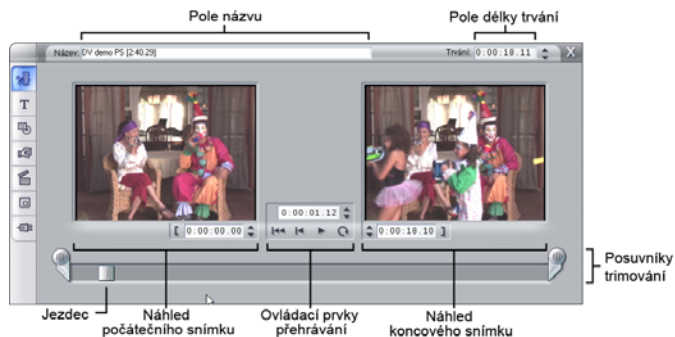 Pole názvu
Pole délky trvání
Název: DV demo PS [2:40.29]
Trvání: 0:00:18.11
X
T
0:00:01.12
[ 0:00:00.00
0:00:18.10 ]
Posuvníky
trimování
Jezdec
Náhled
počátečního snímku
Ovládací prvky
přehrávání
Náhled
koncového snímku